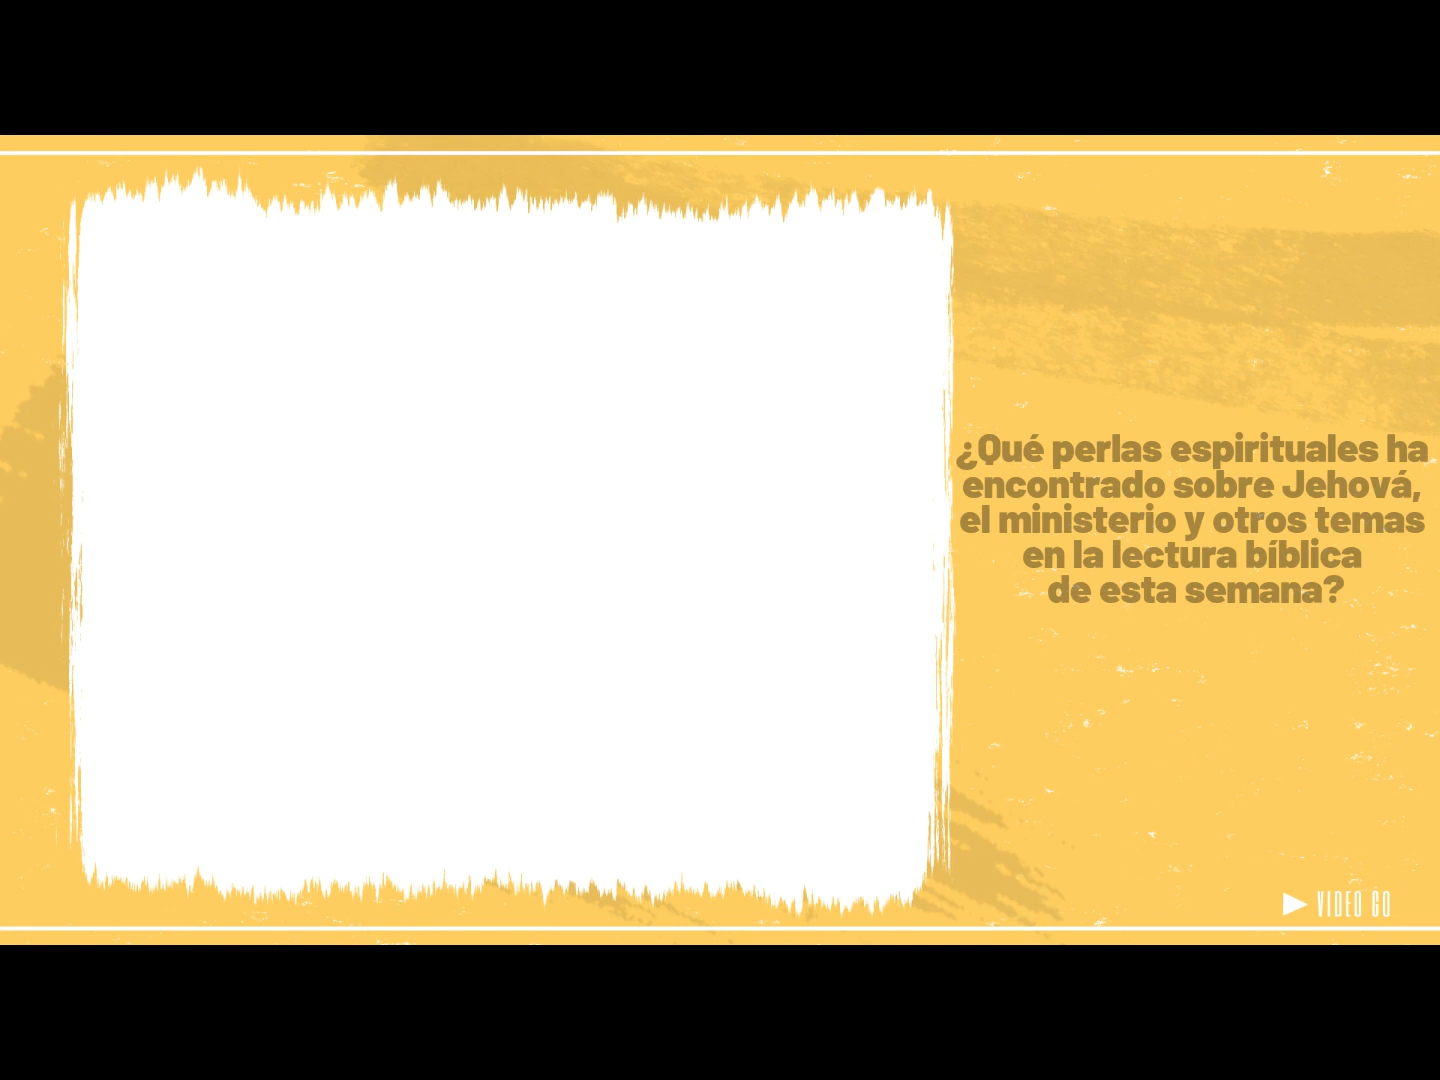 ¿Qué perlas espirituales ha
encontrado sobre Jehová,
el ministerio y otros temas
en la lectura bíblica
de esta semana?
VIDEO GO